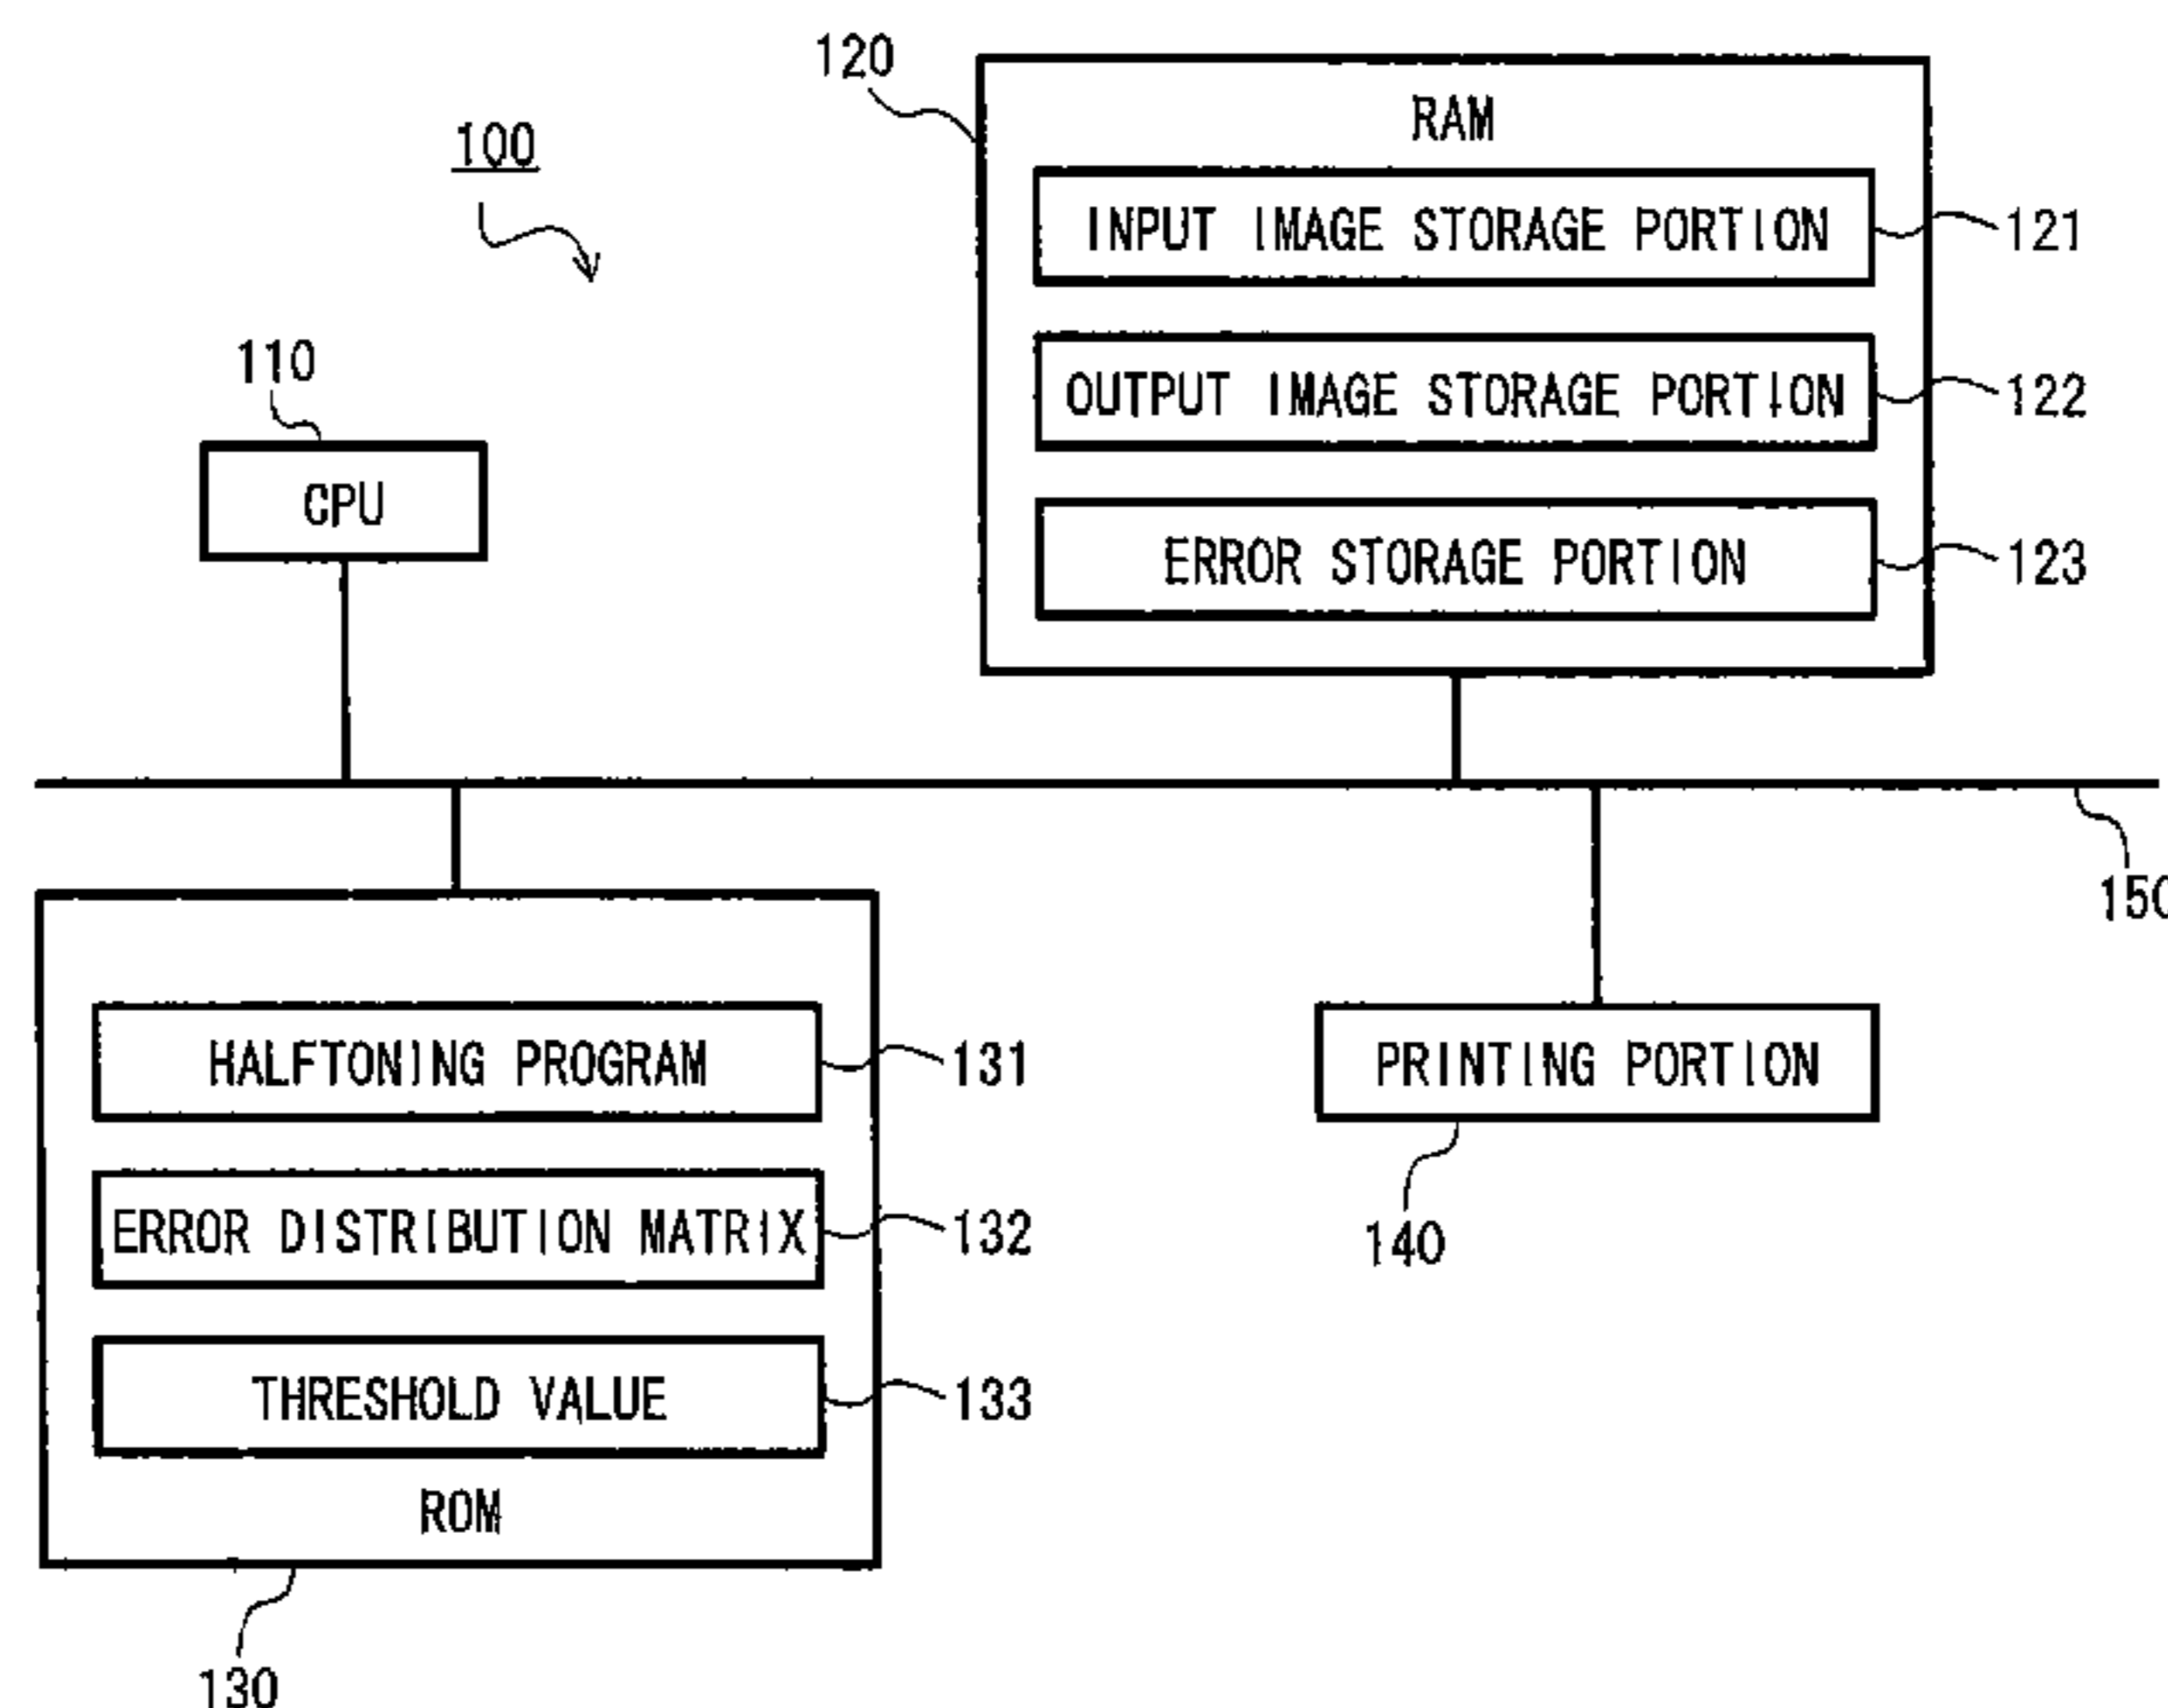 120
RAM
100
INPUT IMAGE STORAGE PORTION
121
110
OUTPUT IMAGE STORAGE PORTION
122
CPU
ERROR STORAGE PORTION
123
150
HALFTONING PROGRAM
131
PRINTING PORTION
ERROR DISTRIBUTION MATRIX
132
140
THRESHOLD VALUE
133
ROM
130